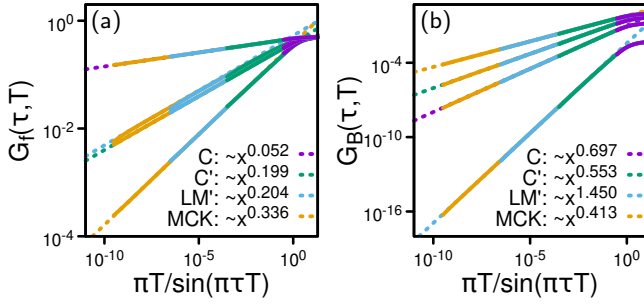 (a)
G_f(τ,T)
10^0
10^-2
10^-4
C: ~x^0.052
C': ~x^0.199
LM': ~x^0.204
MCK: ~x^0.336
10^-10
10^-5
10^0
πT/sin(πτT)
(b)
G_B(τ,T)
10^-4
10^-10
10^-16
C: ~x^0.697
C': ~x^0.553
LM': ~x^1.450
MCK: ~x^0.413
10^-10
10^-5
10^0
πT/sin(πτT)